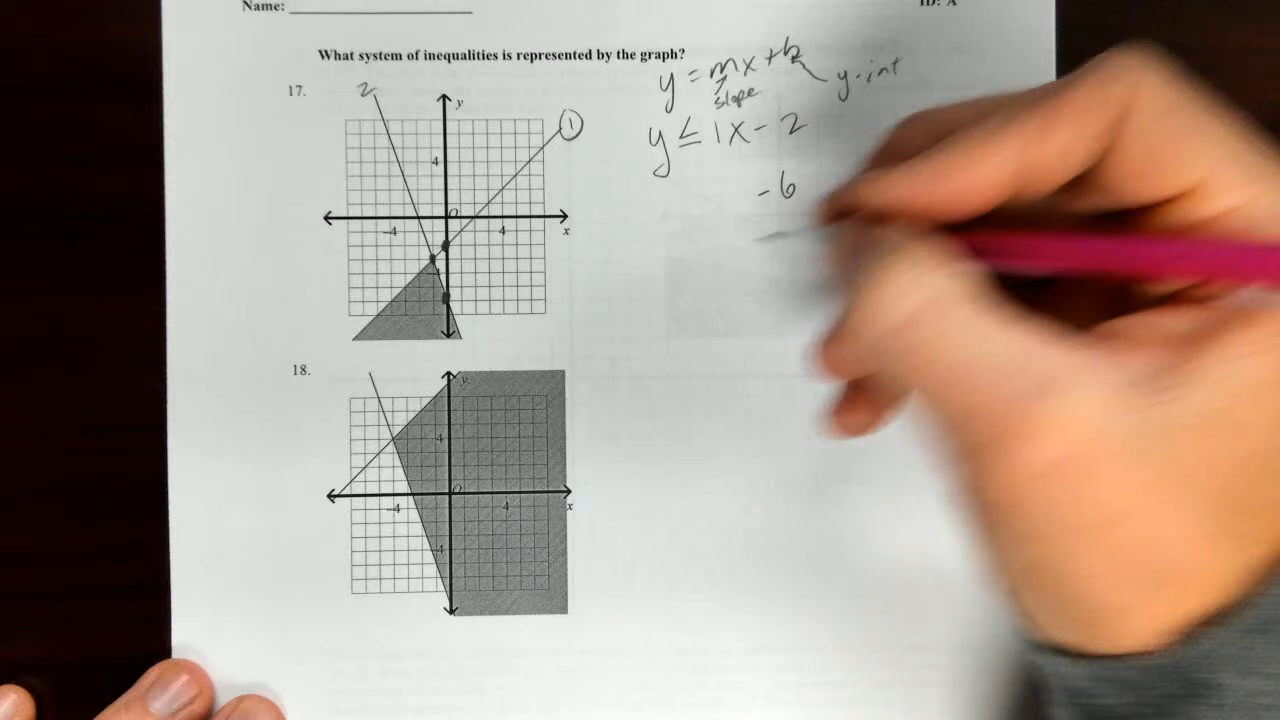 Name: ID: A
What system of inequalities is represented by the graph?
y = mx + b y-int
slope
y ≤ 1x - 2
-6
17.
2
1
y
4
O
-4
4
x
18.
y
4
O
-4
4
x
-4